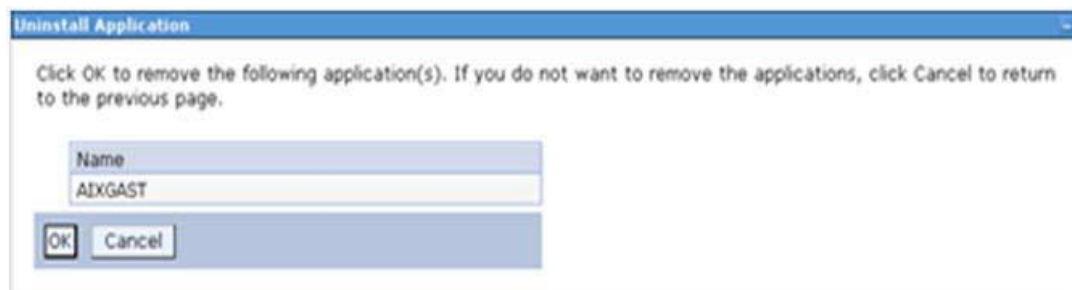 Uninstall Application
Click OK to remove the following application(s). If you do not want to remove the applications, click Cancel to return
to the previous page.
Name
AIXGAST
OK Cancel